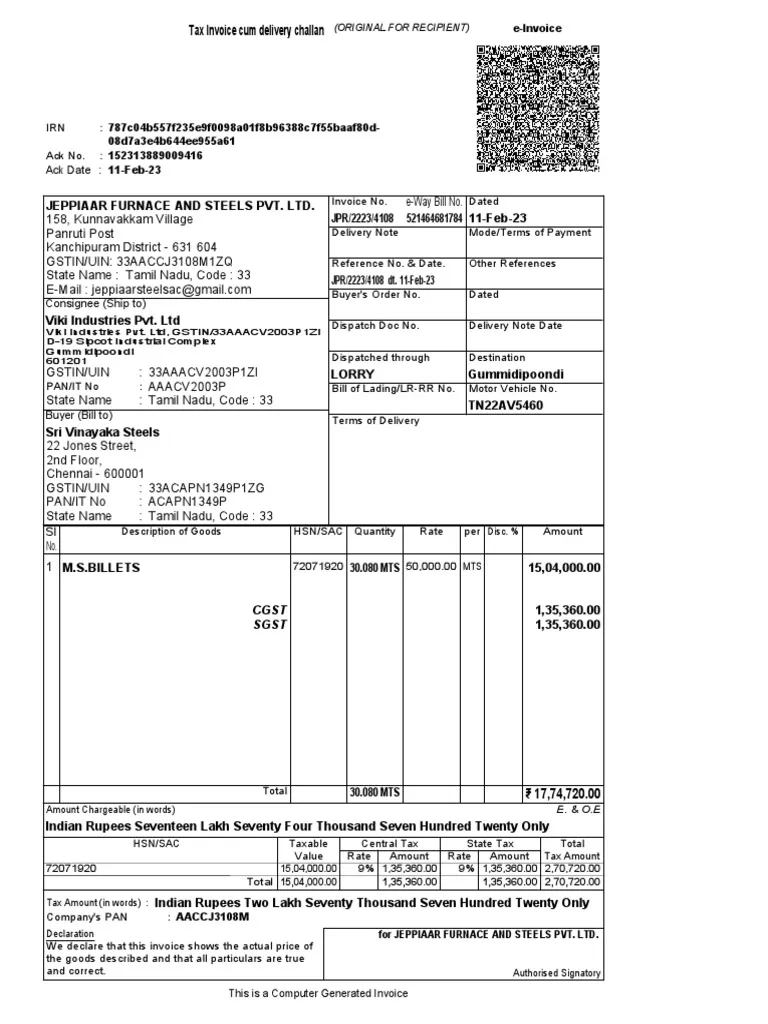 Tax Invoice cum delivery challan (ORIGINAL FOR RECIPIENT) e-Invoice
IRN : 787c04b557f235e9f0098a01f8b96388c7f55baaf80d-
08d7a3e4b644ee955a61
Ack No. : 152313889009416
Ack Date : 11-Feb-23
JEPPIAAR FURNACE AND STEELS PVT. LTD.
158, Kunnavakkam Village
Panruti Post
Kanchipuram District - 631 604
GSTIN/UIN: 33AACCJ3108M1ZQ
State Name : Tamil Nadu, Code : 33
E-Mail : jeppiaarsteelsac@gmail.com
Invoice No. e-Way Bill No. Dated
JPR/2223/4108 521464681784 11-Feb-23
Delivery Note Mode/Terms of Payment
Reference No. & Date. Other References
JPR/2223/4108 dt. 11-Feb-23
Consignee (Ship to)
Viki Industries Pvt. Ltd
Viki Industries Pvt. Ltd, GSTIN/33AAACV2003P1ZI
D-19 Sipcot Industrial Complex
Gummidipoondi
601201
GSTIN/UIN : 33AAACV2003P1ZI
PAN/IT No : AAACV2003P
State Name : Tamil Nadu, Code : 33
Buyer's Order No. Dated
Dispatch Doc No. Delivery Note Date
Dispatched through Destination
LORRY Gummidipoondi
Bill of Lading/LR-RR No. Motor Vehicle No.
TN22AV5460
Buyer (Bill to)
Sri Vinayaka Steels
22 Jones Street,
2nd Floor,
Chennai - 600001
GSTIN/UIN : 33ACAPN1349P1ZG
PAN/IT No : ACAPN1349P
State Name : Tamil Nadu, Code : 33
Terms of Delivery
Sl No. Description of Goods HSN/SAC Quantity Rate per Disc. % Amount
1 M.S.BILLETS 72071920 30.080 MTS 50,000.00 MTS 15,04,000.00
CGST 1,35,360.00
SGST 1,35,360.00
Total 30.080 MTS ₹ 17,74,720.00
Amount Chargeable (in words) E. & O.E
Indian Rupees Seventeen Lakh Seventy Four Thousand Seven Hundred Twenty Only
HSN/SAC Taxable Central Tax State Tax Total
Value Rate Amount Rate Amount Tax Amount
72071920 15,04,000.00 9% 1,35,360.00 9% 1,35,360.00 2,70,720.00
Total 15,04,000.00 1,35,360.00 1,35,360.00 2,70,720.00
Tax Amount (in words) : Indian Rupees Two Lakh Seventy Thousand Seven Hundred Twenty Only
Company's PAN : AACCJ3108M
Declaration
We declare that this invoice shows the actual price of
the goods described and that all particulars are true
and correct.
for JEPPIAAR FURNACE AND STEELS PVT. LTD.
Authorised Signatory
This is a Computer Generated Invoice